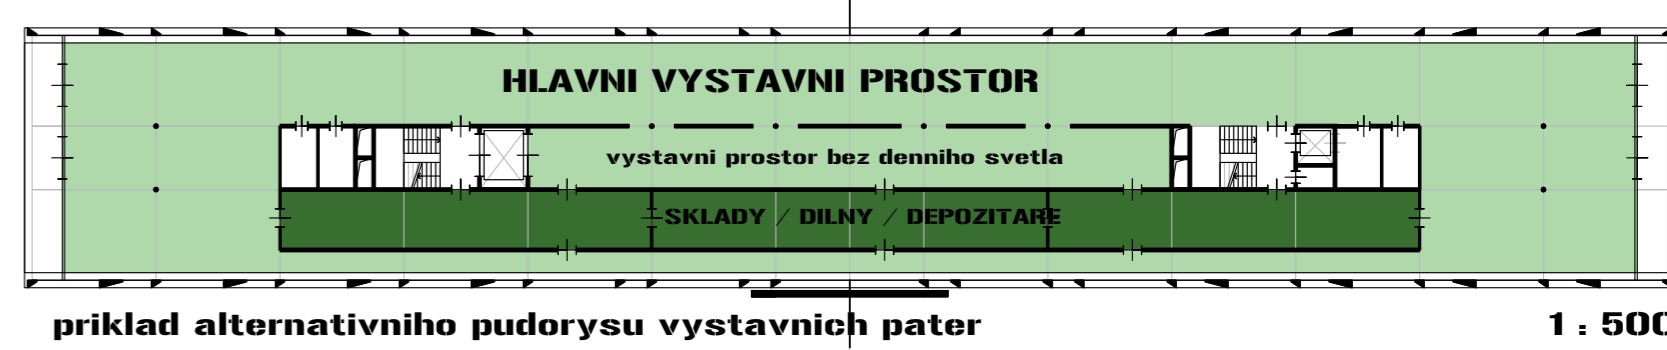 HLAVNI VYSTAVNI PROSTOR
vystavni prostor bez denniho svetla
SKLADY / DILNY / DEPOZITARE
priklad alternativniho pudorysu vystavnich pater
1 : 500